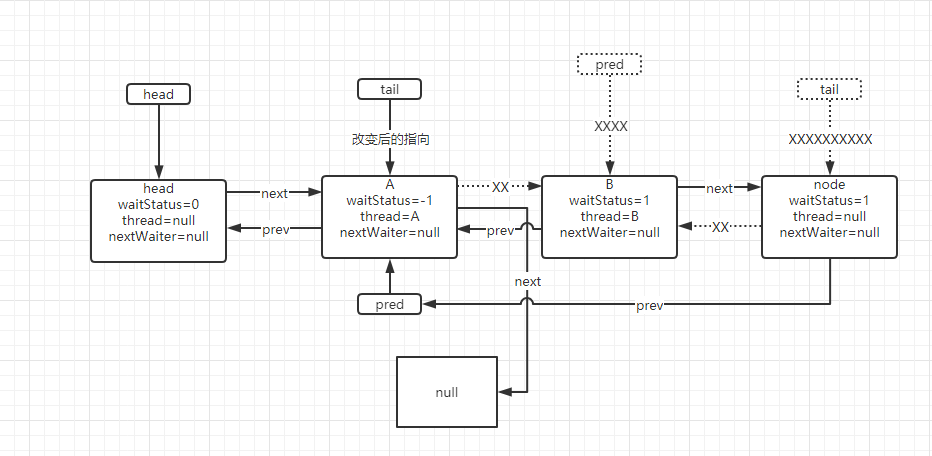 pred
head
tail
tail
XXXX
改变后的指向
XXXXXXXXXX
head
waitStatus=0
thread=null
nextWaiter=null
next
prev
A
waitStatus=-1
thread=A
nextWaiter=null
XX
prev
B
waitStatus=1
thread=B
nextWaiter=null
next
XX
node
waitStatus=1
thread=null
nextWaiter=null
next
pred
prev
null